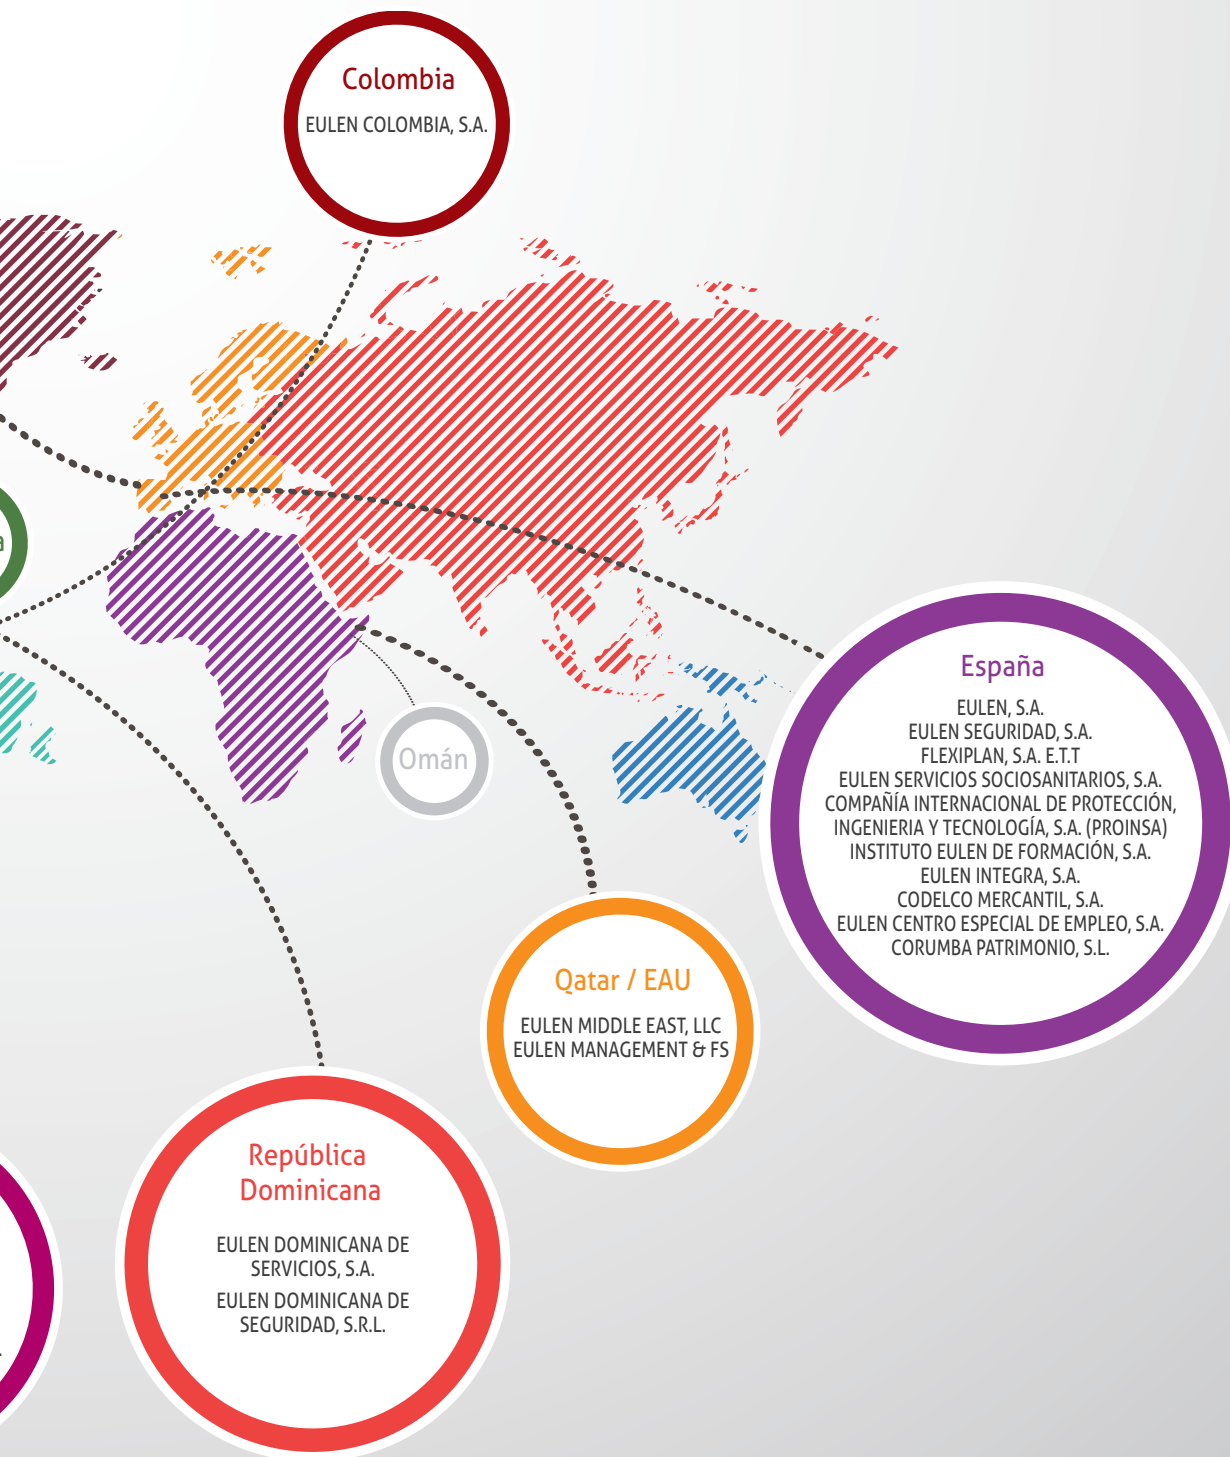 Colombia
EULEN COLOMBIA, S.A.
España
EULEN, S.A.
EULEN SEGURIDAD, S.A.
FLEXIPLAN, S.A. E.T.T
EULEN SERVICIOS SOCIOSANITARIOS, S.A.
COMPAÑÍA INTERNACIONAL DE PROTECCIÓN,
INGENIERIA Y TECNOLOGÍA, S.A. (PROINSA)
INSTITUTO EULEN DE FORMACIÓN, S.A.
EULEN INTEGRA, S.A.
CODELCO MERCANTIL, S.A.
EULEN CENTRO ESPECIAL DE EMPLEO, S.A.
CORUMBA PATRIMONIO, S.L.
Omán
Qatar / EAU
EULEN MIDDLE EAST, LLC
EULEN MANAGEMENT & FS
República
Dominicana
EULEN DOMINICANA DE
SERVICIOS, S.A.
EULEN DOMINICANA DE
SEGURIDAD, S.R.L.